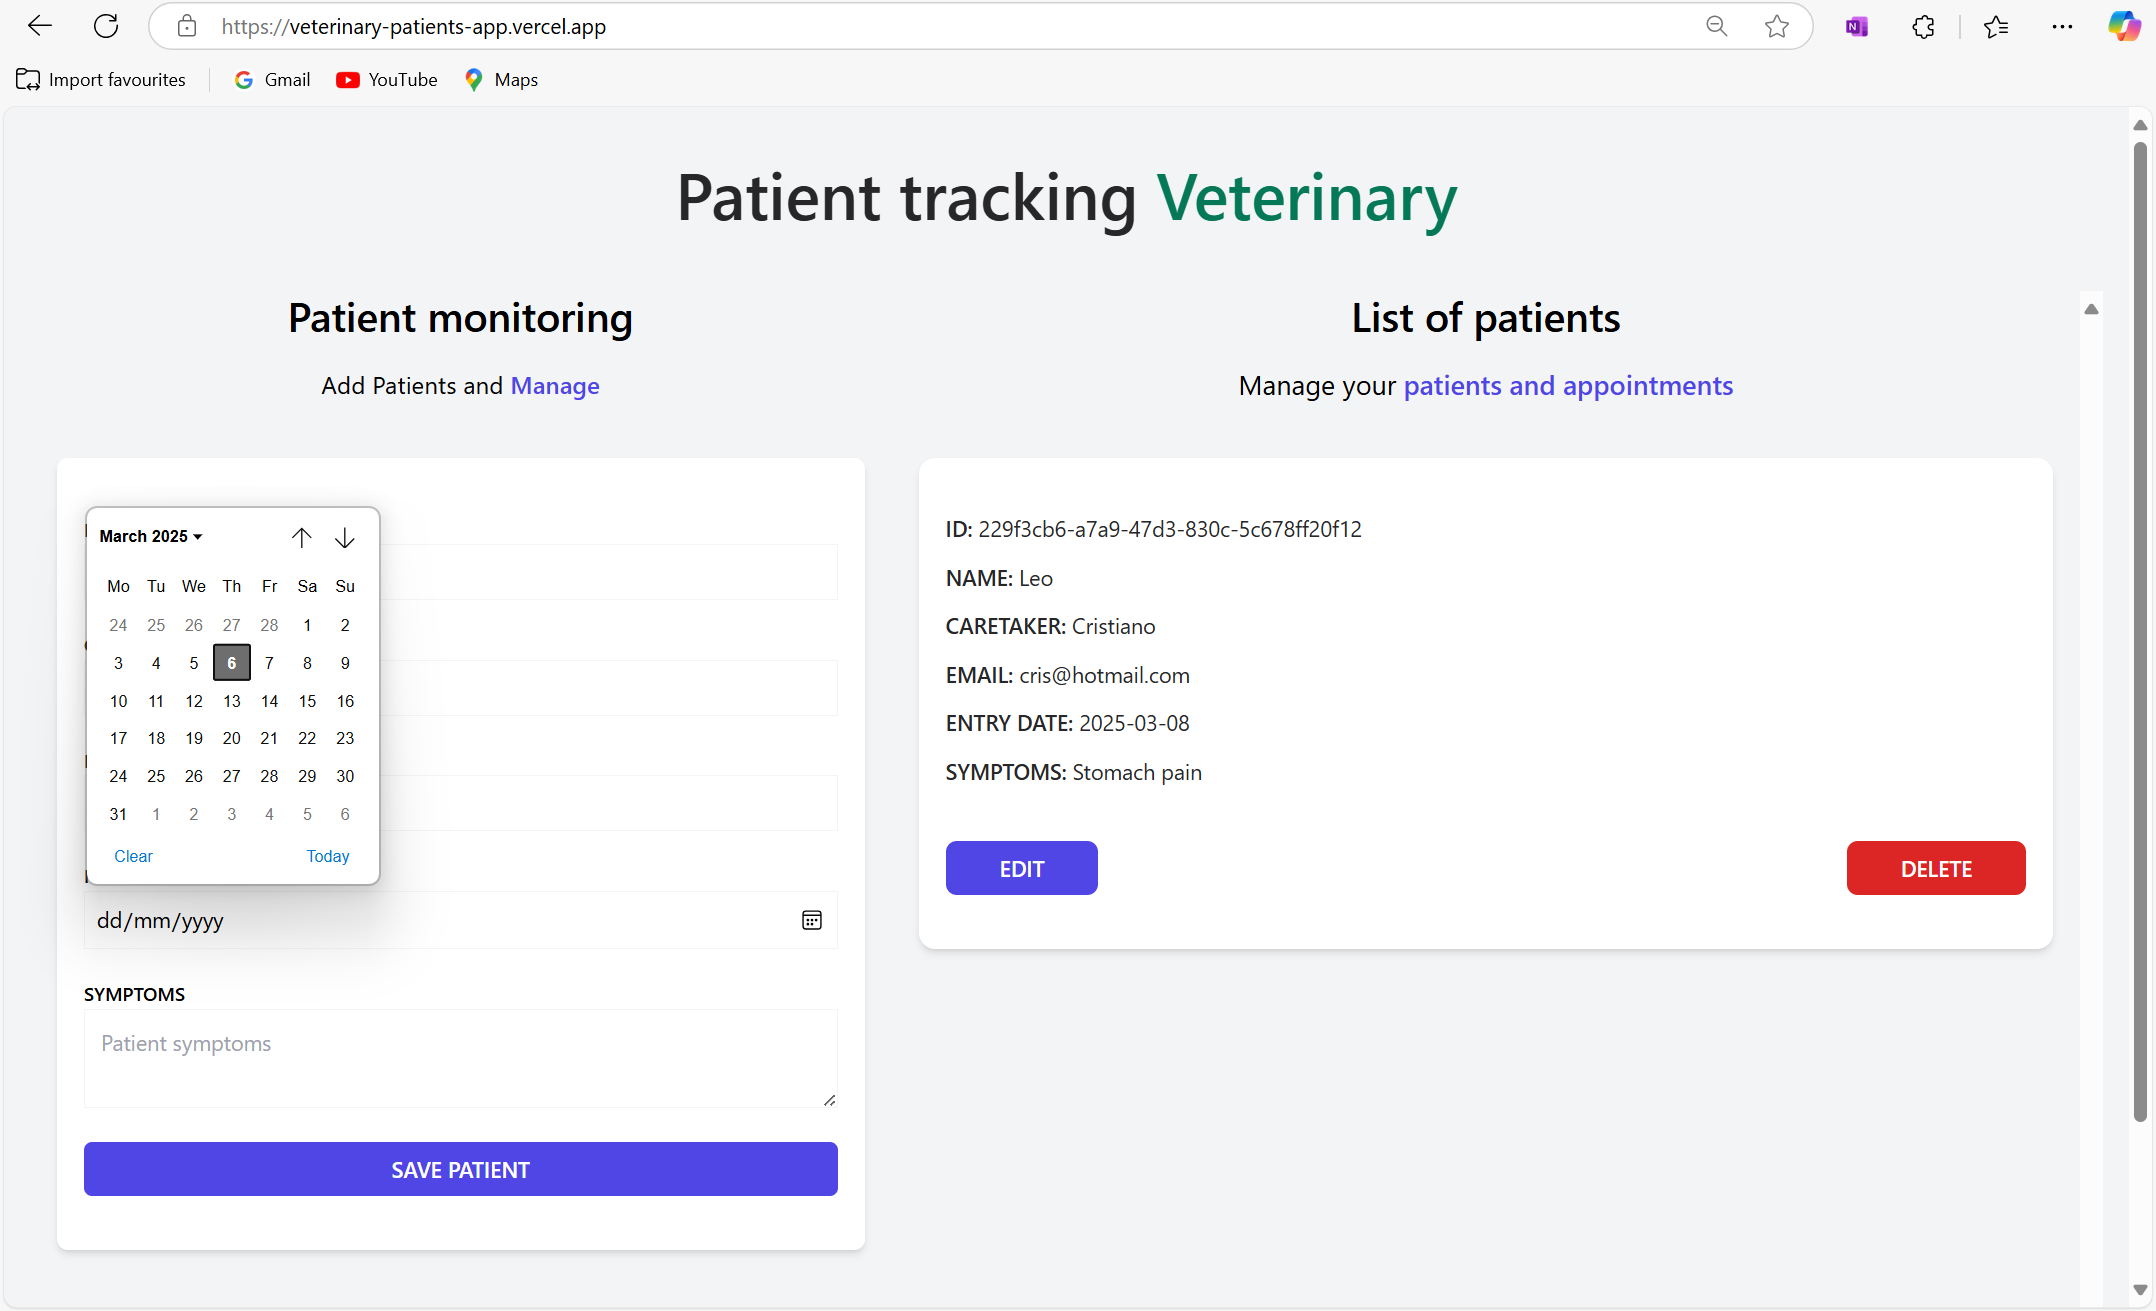 https://veterinary-patients-app.vercel.app
Import favourites
Gmail
YouTube
Maps
Patient tracking Veterinary
Patient monitoring
Add Patients and Manage
March 2025
Mo Tu We Th Fr Sa Su
24 25 26 27 28 1 2
3 4 5 6 7 8 9
10 11 12 13 14 15 16
17 18 19 20 21 22 23
24 25 26 27 28 29 30
31 1 2 3 4 5 6
Clear Today
dd/mm/yyyy
SYMPTOMS
Patient symptoms
SAVE PATIENT
List of patients
Manage your patients and appointments
ID: 229f3cb6-a7a9-47d3-830c-5c678ff20f12
NAME: Leo
CARETAKER: Cristiano
EMAIL: cris@hotmail.com
ENTRY DATE: 2025-03-08
SYMPTOMS: Stomach pain
EDIT
DELETE